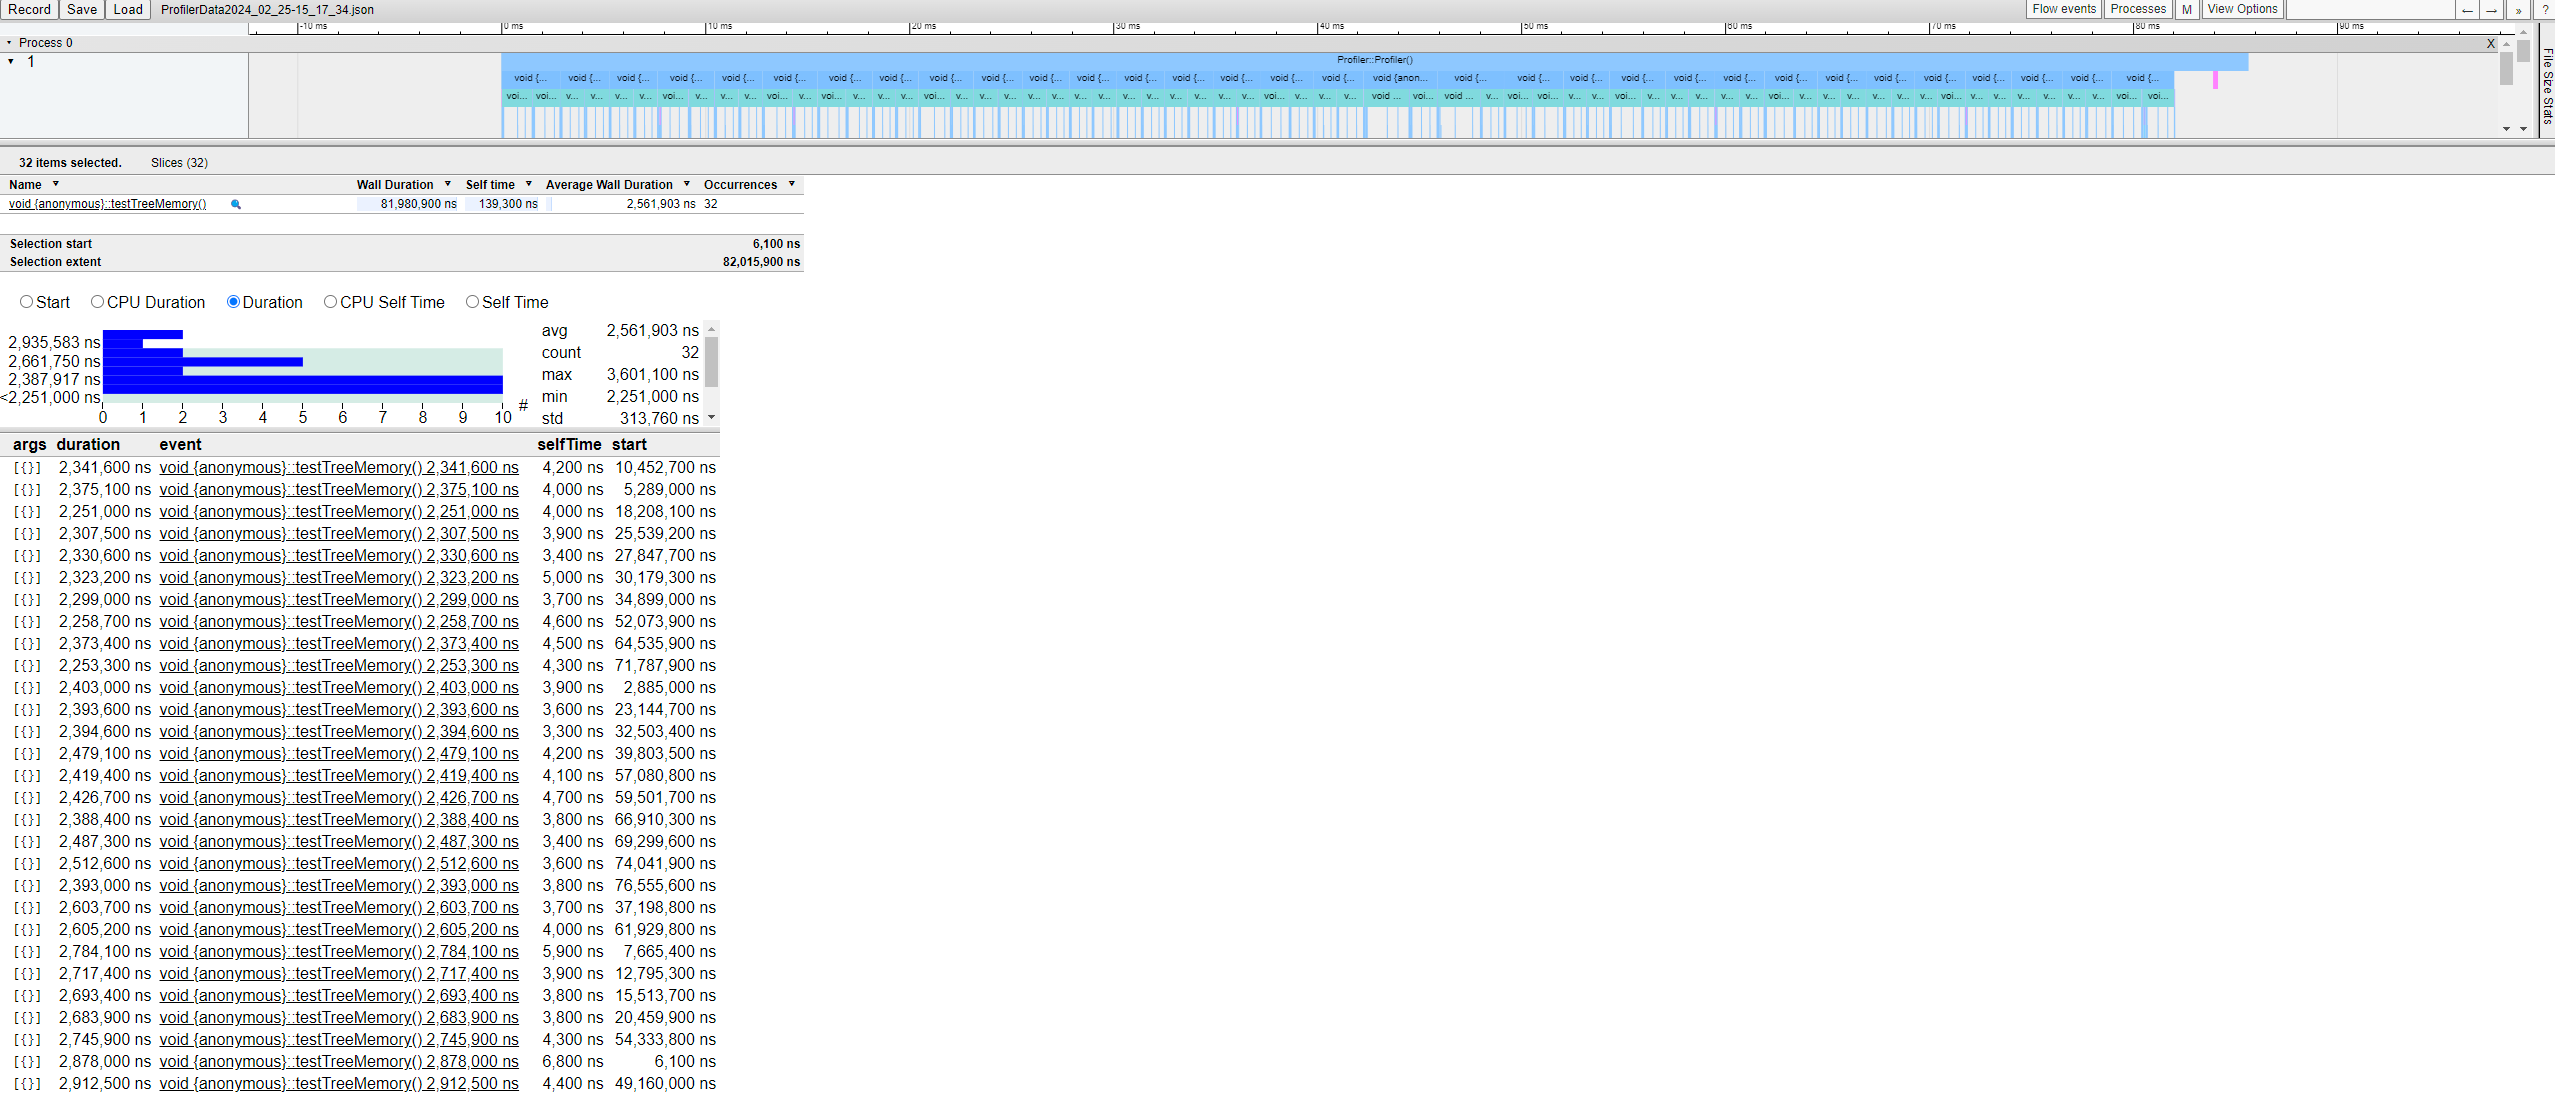 Record Save Load ProfilerData2024_02_25-15_17_34.json Flow events Processes M View Options ← → » ?
-10 ms 0 ms 10 ms 20 ms 30 ms 40 ms 50 ms 60 ms 70 ms 80 ms 90 ms
Process 0 X
1 Profiler::Profiler()
void {... void {... void {... void {... void {... void {... void {... void {... void {... void {... void {... void {... void {... void {... void {... void {... void {... void {anon... void {... void {... void {... void {... void {... void {... void {... void {... void {... void {... void {... void {... void {... void {...
File Size Stats
32 items selected. Slices (32)
Name Wall Duration Self time Average Wall Duration Occurrences
void {anonymous}::testTreeMemory() 81,980,900 ns 139,300 ns 2,561,903 ns 32
Selection start 6,100 ns
Selection extent 82,015,900 ns
Start CPU Duration Duration CPU Self Time Self Time
avg 2,561,903 ns
2,935,583 ns
count 32
2,661,750 ns
max 3,601,100 ns
2,387,917 ns
min 2,251,000 ns
<2,251,000 ns
0 1 2 3 4 5 6 7 8 9 10 #
std 313,760 ns
args duration event selfTime start
[{}] 2,341,600 ns void {anonymous}::testTreeMemory() 2,341,600 ns 4,200 ns 10,452,700 ns
[{}] 2,375,100 ns void {anonymous}::testTreeMemory() 2,375,100 ns 4,000 ns 5,289,000 ns
[{}] 2,251,000 ns void {anonymous}::testTreeMemory() 2,251,000 ns 4,000 ns 18,208,100 ns
[{}] 2,307,500 ns void {anonymous}::testTreeMemory() 2,307,500 ns 3,900 ns 25,539,200 ns
[{}] 2,330,600 ns void {anonymous}::testTreeMemory() 2,330,600 ns 3,400 ns 27,847,700 ns
[{}] 2,323,200 ns void {anonymous}::testTreeMemory() 2,323,200 ns 5,000 ns 30,179,300 ns
[{}] 2,299,000 ns void {anonymous}::testTreeMemory() 2,299,000 ns 3,700 ns 34,899,000 ns
[{}] 2,258,700 ns void {anonymous}::testTreeMemory() 2,258,700 ns 4,600 ns 52,073,900 ns
[{}] 2,373,400 ns void {anonymous}::testTreeMemory() 2,373,400 ns 4,500 ns 64,535,900 ns
[{}] 2,253,300 ns void {anonymous}::testTreeMemory() 2,253,300 ns 4,300 ns 71,787,900 ns
[{}] 2,403,000 ns void {anonymous}::testTreeMemory() 2,403,000 ns 3,900 ns 2,885,000 ns
[{}] 2,393,600 ns void {anonymous}::testTreeMemory() 2,393,600 ns 3,600 ns 23,144,700 ns
[{}] 2,394,600 ns void {anonymous}::testTreeMemory() 2,394,600 ns 3,300 ns 32,503,400 ns
[{}] 2,479,100 ns void {anonymous}::testTreeMemory() 2,479,100 ns 4,200 ns 39,803,500 ns
[{}] 2,419,400 ns void {anonymous}::testTreeMemory() 2,419,400 ns 4,100 ns 57,080,800 ns
[{}] 2,426,700 ns void {anonymous}::testTreeMemory() 2,426,700 ns 4,700 ns 59,501,700 ns
[{}] 2,388,400 ns void {anonymous}::testTreeMemory() 2,388,400 ns 3,800 ns 66,910,300 ns
[{}] 2,487,300 ns void {anonymous}::testTreeMemory() 2,487,300 ns 3,400 ns 69,299,600 ns
[{}] 2,512,600 ns void {anonymous}::testTreeMemory() 2,512,600 ns 3,600 ns 74,041,900 ns
[{}] 2,393,000 ns void {anonymous}::testTreeMemory() 2,393,000 ns 3,800 ns 76,555,600 ns
[{}] 2,603,700 ns void {anonymous}::testTreeMemory() 2,603,700 ns 3,700 ns 37,198,800 ns
[{}] 2,605,200 ns void {anonymous}::testTreeMemory() 2,605,200 ns 4,000 ns 61,929,800 ns
[{}] 2,784,100 ns void {anonymous}::testTreeMemory() 2,784,100 ns 5,900 ns 7,665,400 ns
[{}] 2,717,400 ns void {anonymous}::testTreeMemory() 2,717,400 ns 3,900 ns 12,795,300 ns
[{}] 2,693,400 ns void {anonymous}::testTreeMemory() 2,693,400 ns 3,800 ns 15,513,700 ns
[{}] 2,683,900 ns void {anonymous}::testTreeMemory() 2,683,900 ns 3,800 ns 20,459,900 ns
[{}] 2,745,900 ns void {anonymous}::testTreeMemory() 2,745,900 ns 4,300 ns 54,333,800 ns
[{}] 2,878,000 ns void {anonymous}::testTreeMemory() 2,878,000 ns 6,800 ns 6,100 ns
[{}] 2,912,500 ns void {anonymous}::testTreeMemory() 2,912,500 ns 4,400 ns 49,160,000 ns